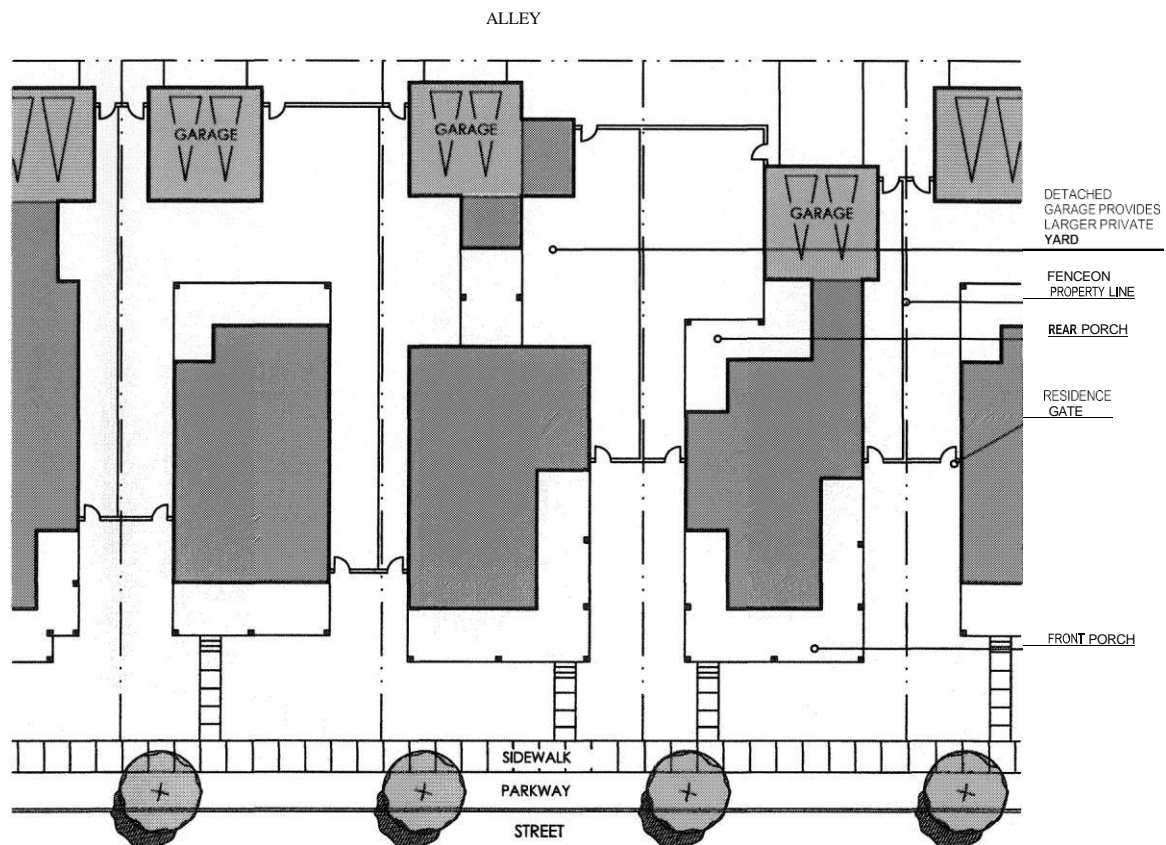 ALLEY
GARAGE
GARAGE
GARAGE
DETACHED
GARAGE PROVIDES
LARGER PRIVATE
YARD
FENCEON
PROPERTY LINE
REAR PORCH
RESIDENCE
GATE
FRONT PORCH
SIDEWALK
PARKWAY
STREET